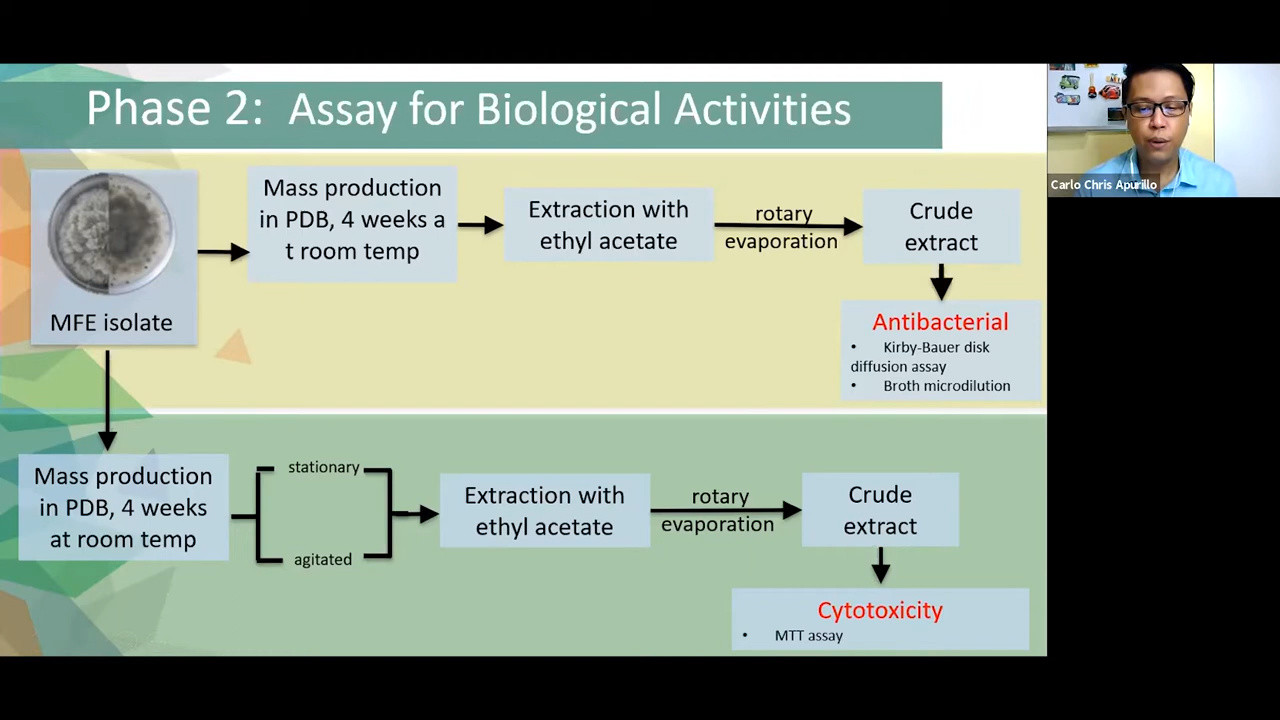 Phase 2: Assay for Biological Activities
Carlo Chris Apurillo
MFE isolate
Mass production
in PDB, 4 weeks a
t room temp
Extraction with
ethyl acetate
rotary
evaporation
Crude
extract
Antibacterial
• Kirby-Bauer disk
diffusion assay
• Broth microdilution
Mass production
in PDB, 4 weeks
at room temp
stationary
agitated
Extraction with
ethyl acetate
rotary
evaporation
Crude
extract
Cytotoxicity
• MTT assay